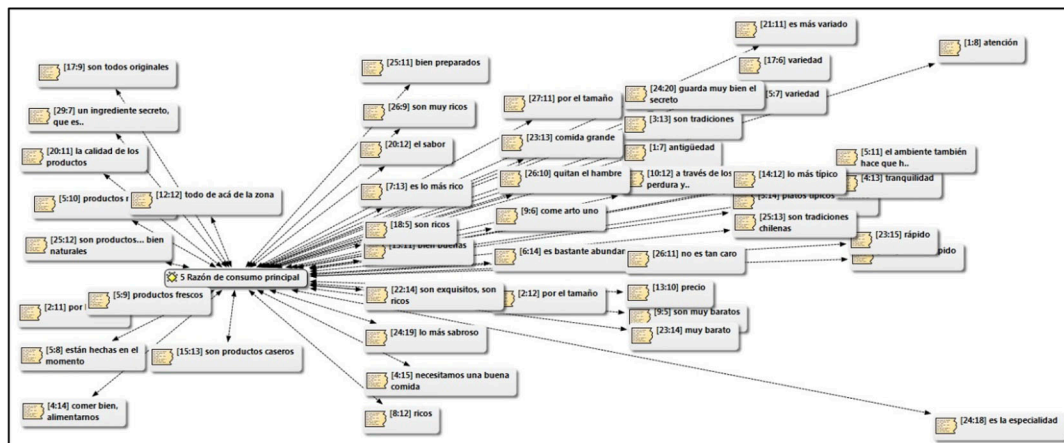 [21:11] es más variado
[1:8] atención
[17:6] variedad
[25:11] bien preparados
[17:9] son todos originales
[24:20] guarda muy bien el
secreto
[5:7] variedad
[27:11] por el tamaño
[26:9] son muy ricos
[29:7] un ingrediente secreto,
que es..
[3:13] son tradiciones
[23:13] comida grande
[20:12] el sabor
[20:11] la calidad de los
productos
[1:7] antigüedad
[5:11] el ambiente también
hace que h..
[26:10] quitan el hambre
[10:12] a través de los
perdura y..
[14:12] lo más típico
[4:13] tranquilidad
[7:13] es lo más rico
[12:12] todo de acá de la zona
[5:10] productos
[5:14] platos típicos
[9:6] come arto uno
[25:13] son tradiciones
chilenas
[18:5] son ricos
[25:12] son productos... bien
naturales
[23:15] rápido
[13:11] bien buenas
[6:14] es bastante
[26:11] no es tan caro
5 Razón de consumo principal
[5:9] productos frescos
[22:14] son exquisitos, son
ricos
[2:12] por el tamaño
[13:10] precio
[2:11] por
[9:5] son muy baratos
[23:14] muy barato
[24:19] lo más sabroso
[5:8] están hechas en el
momento
[15:13] son productos caseros
[4:15] necesitamos una buena
comida
[4:14] comer bien,
alimentarnos
[8:12] ricos
[24:18] es la especialidad